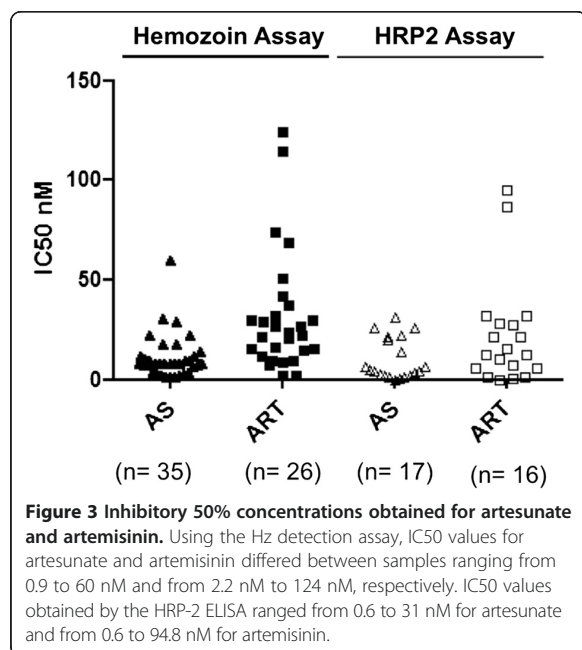 Hemozoin Assay HRP2 Assay
150
100
50
0
IC50 nM
AS ART AS ART
(n= 35) (n= 26) (n= 17) (n= 16)
Figure 3 Inhibitory 50% concentrations obtained for artesunate
and artemisinin. Using the Hz detection assay, IC50 values for
artesunate and artemisinin differed between samples ranging from
0.9 to 60 nM and from 2.2 nM to 124 nM, respectively. IC50 values
obtained by the HRP-2 ELISA ranged from 0.6 to 31 nM for artesunate
and from 0.6 to 94.8 nM for artemisinin.